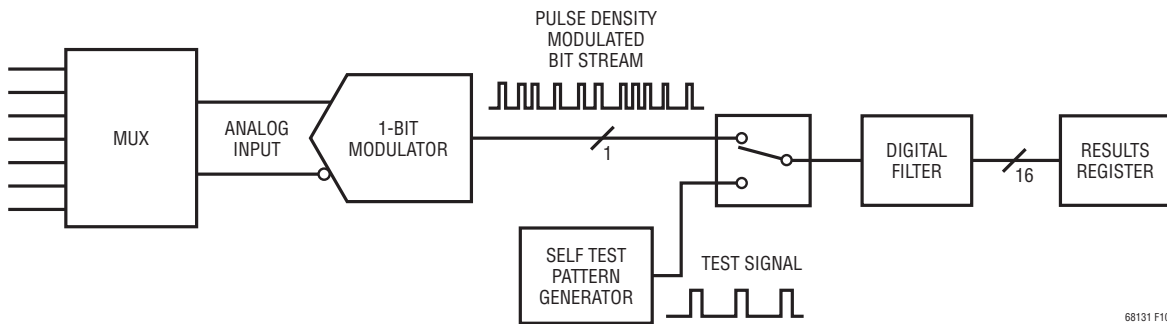 PULSE DENSITY
MODULATED
BIT STREAM
MUX
ANALOG
INPUT
1-BIT
MODULATOR
1
DIGITAL
FILTER
16
RESULTS
REGISTER
SELF TEST
PATTERN
GENERATOR
TEST SIGNAL